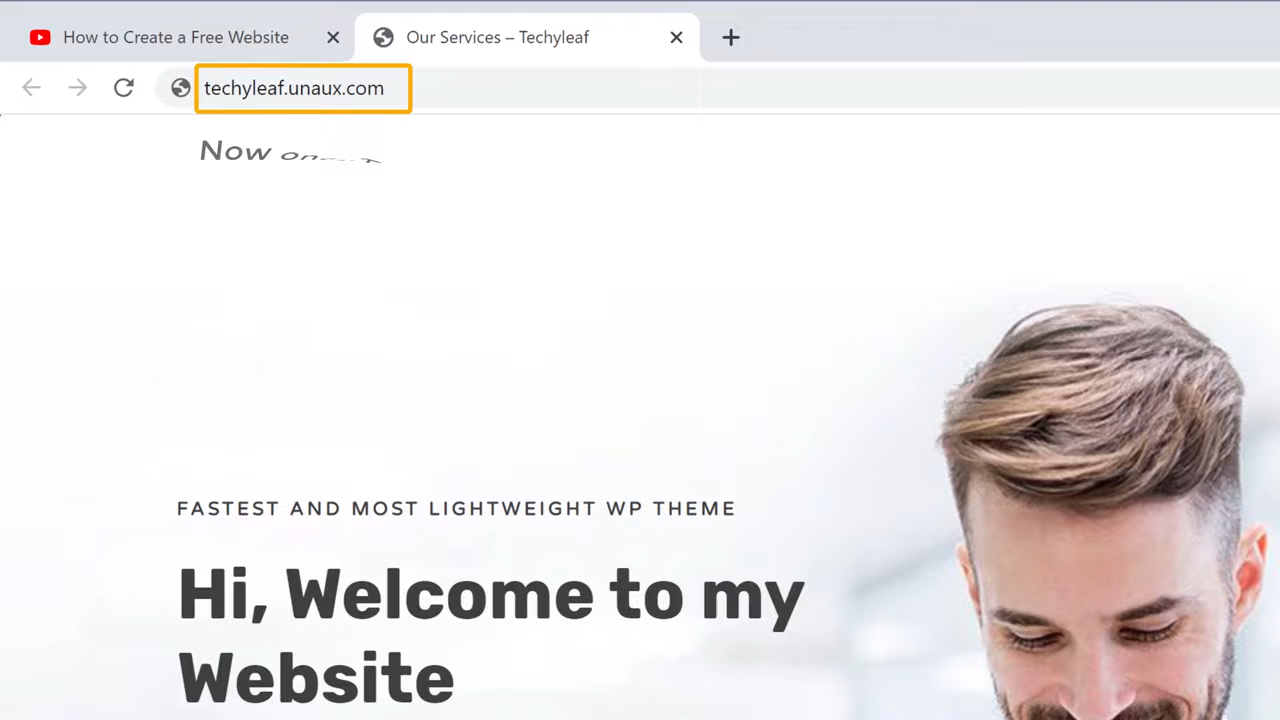 How to Create a Free Website
Our Services – Techyleaf
techyleaf.unaux.com
Now
FASTEST AND MOST LIGHTWEIGHT WP THEME
Hi, Welcome to my
Website